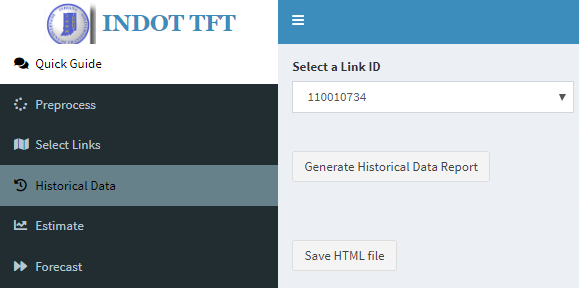 INDOT TFT
Quick Guide
Preprocess
Select Links
Historical Data
Estimate
Forecast
Select a Link ID
110010734
Generate Historical Data Report
Save HTML file